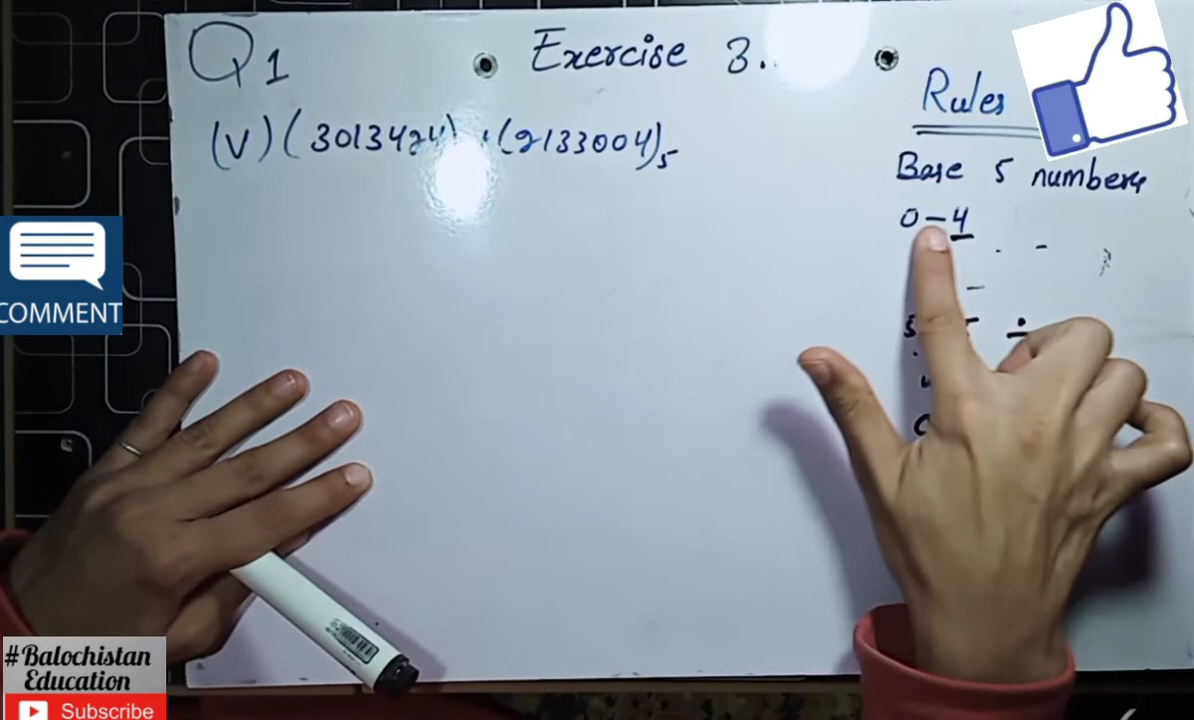 Q1
Exercise 3.
(V) (3013424) + (2133004)5
Rules
Base 5 numbers
0-4
COMMENT
#Balochistan
Education
Subscribe